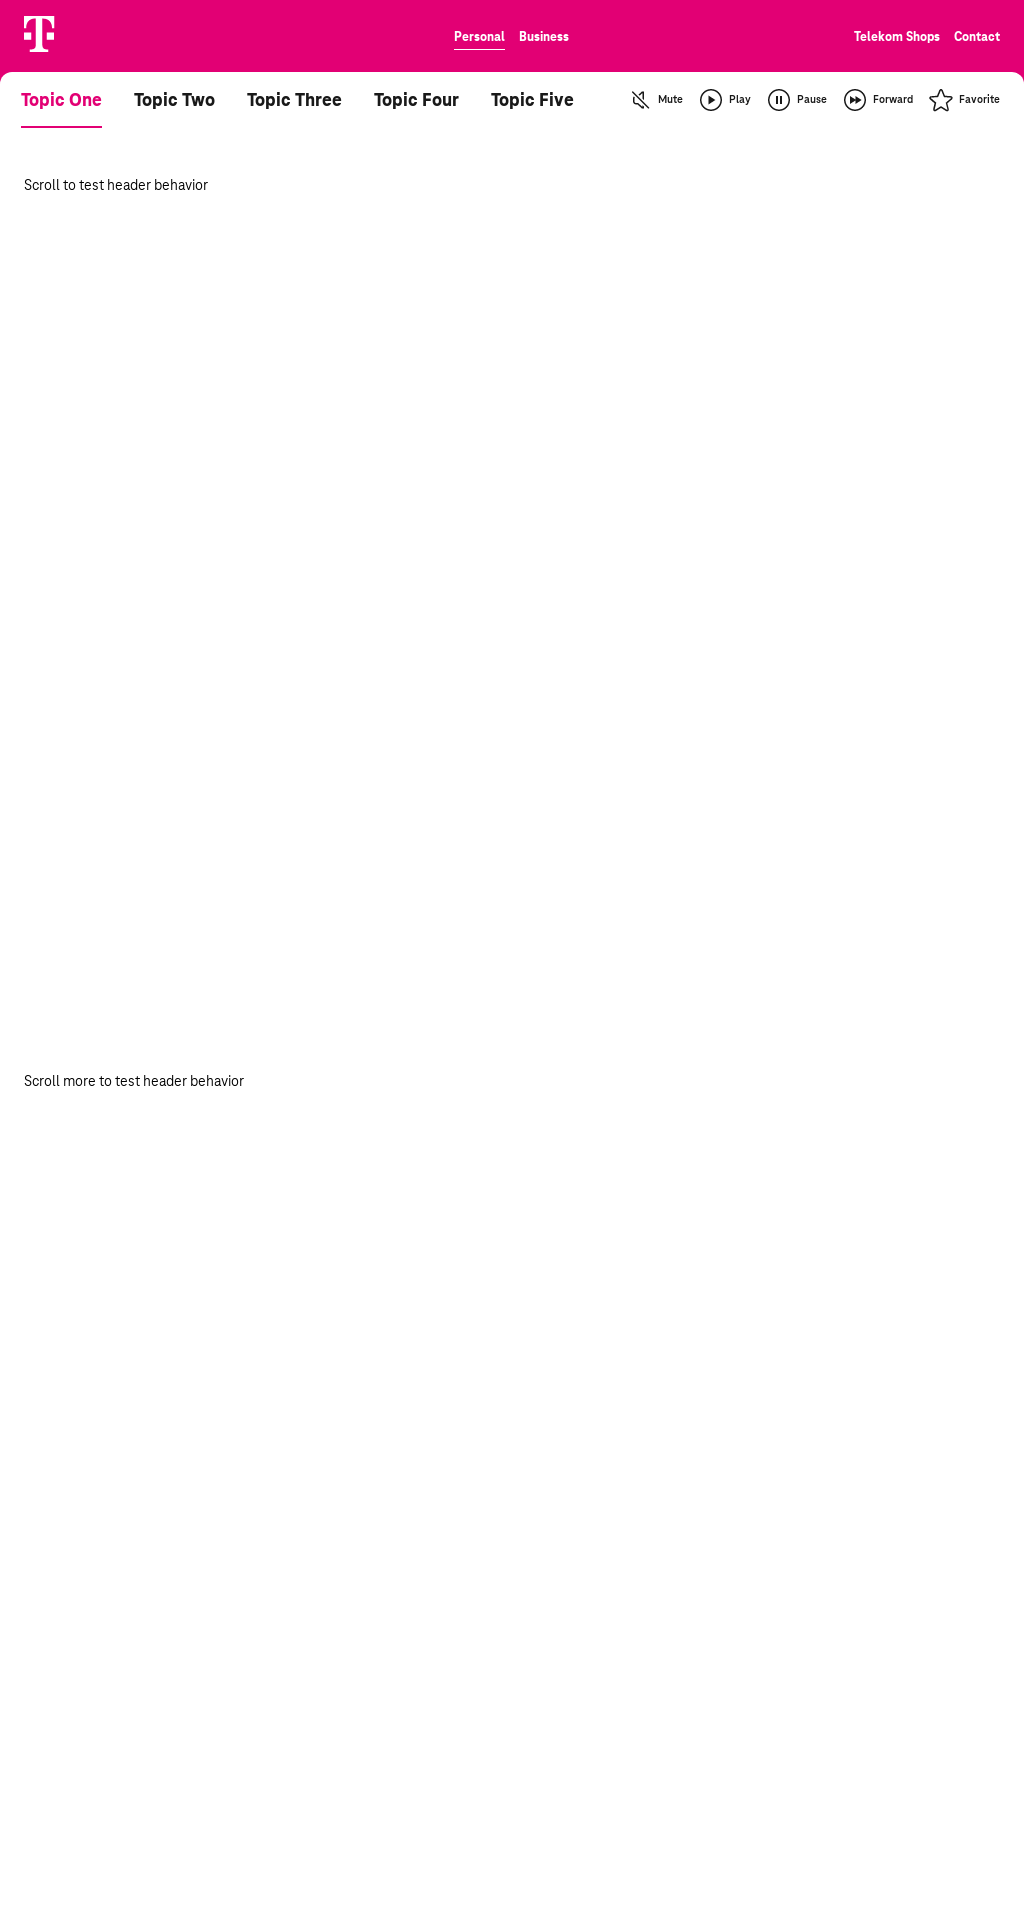 T
Personal Business
Telekom Shops Contact
Topic One Topic Two Topic Three Topic Four Topic Five
Mute Play Pause Forward Favorite
Scroll to test header behavior
Scroll more to test header behavior